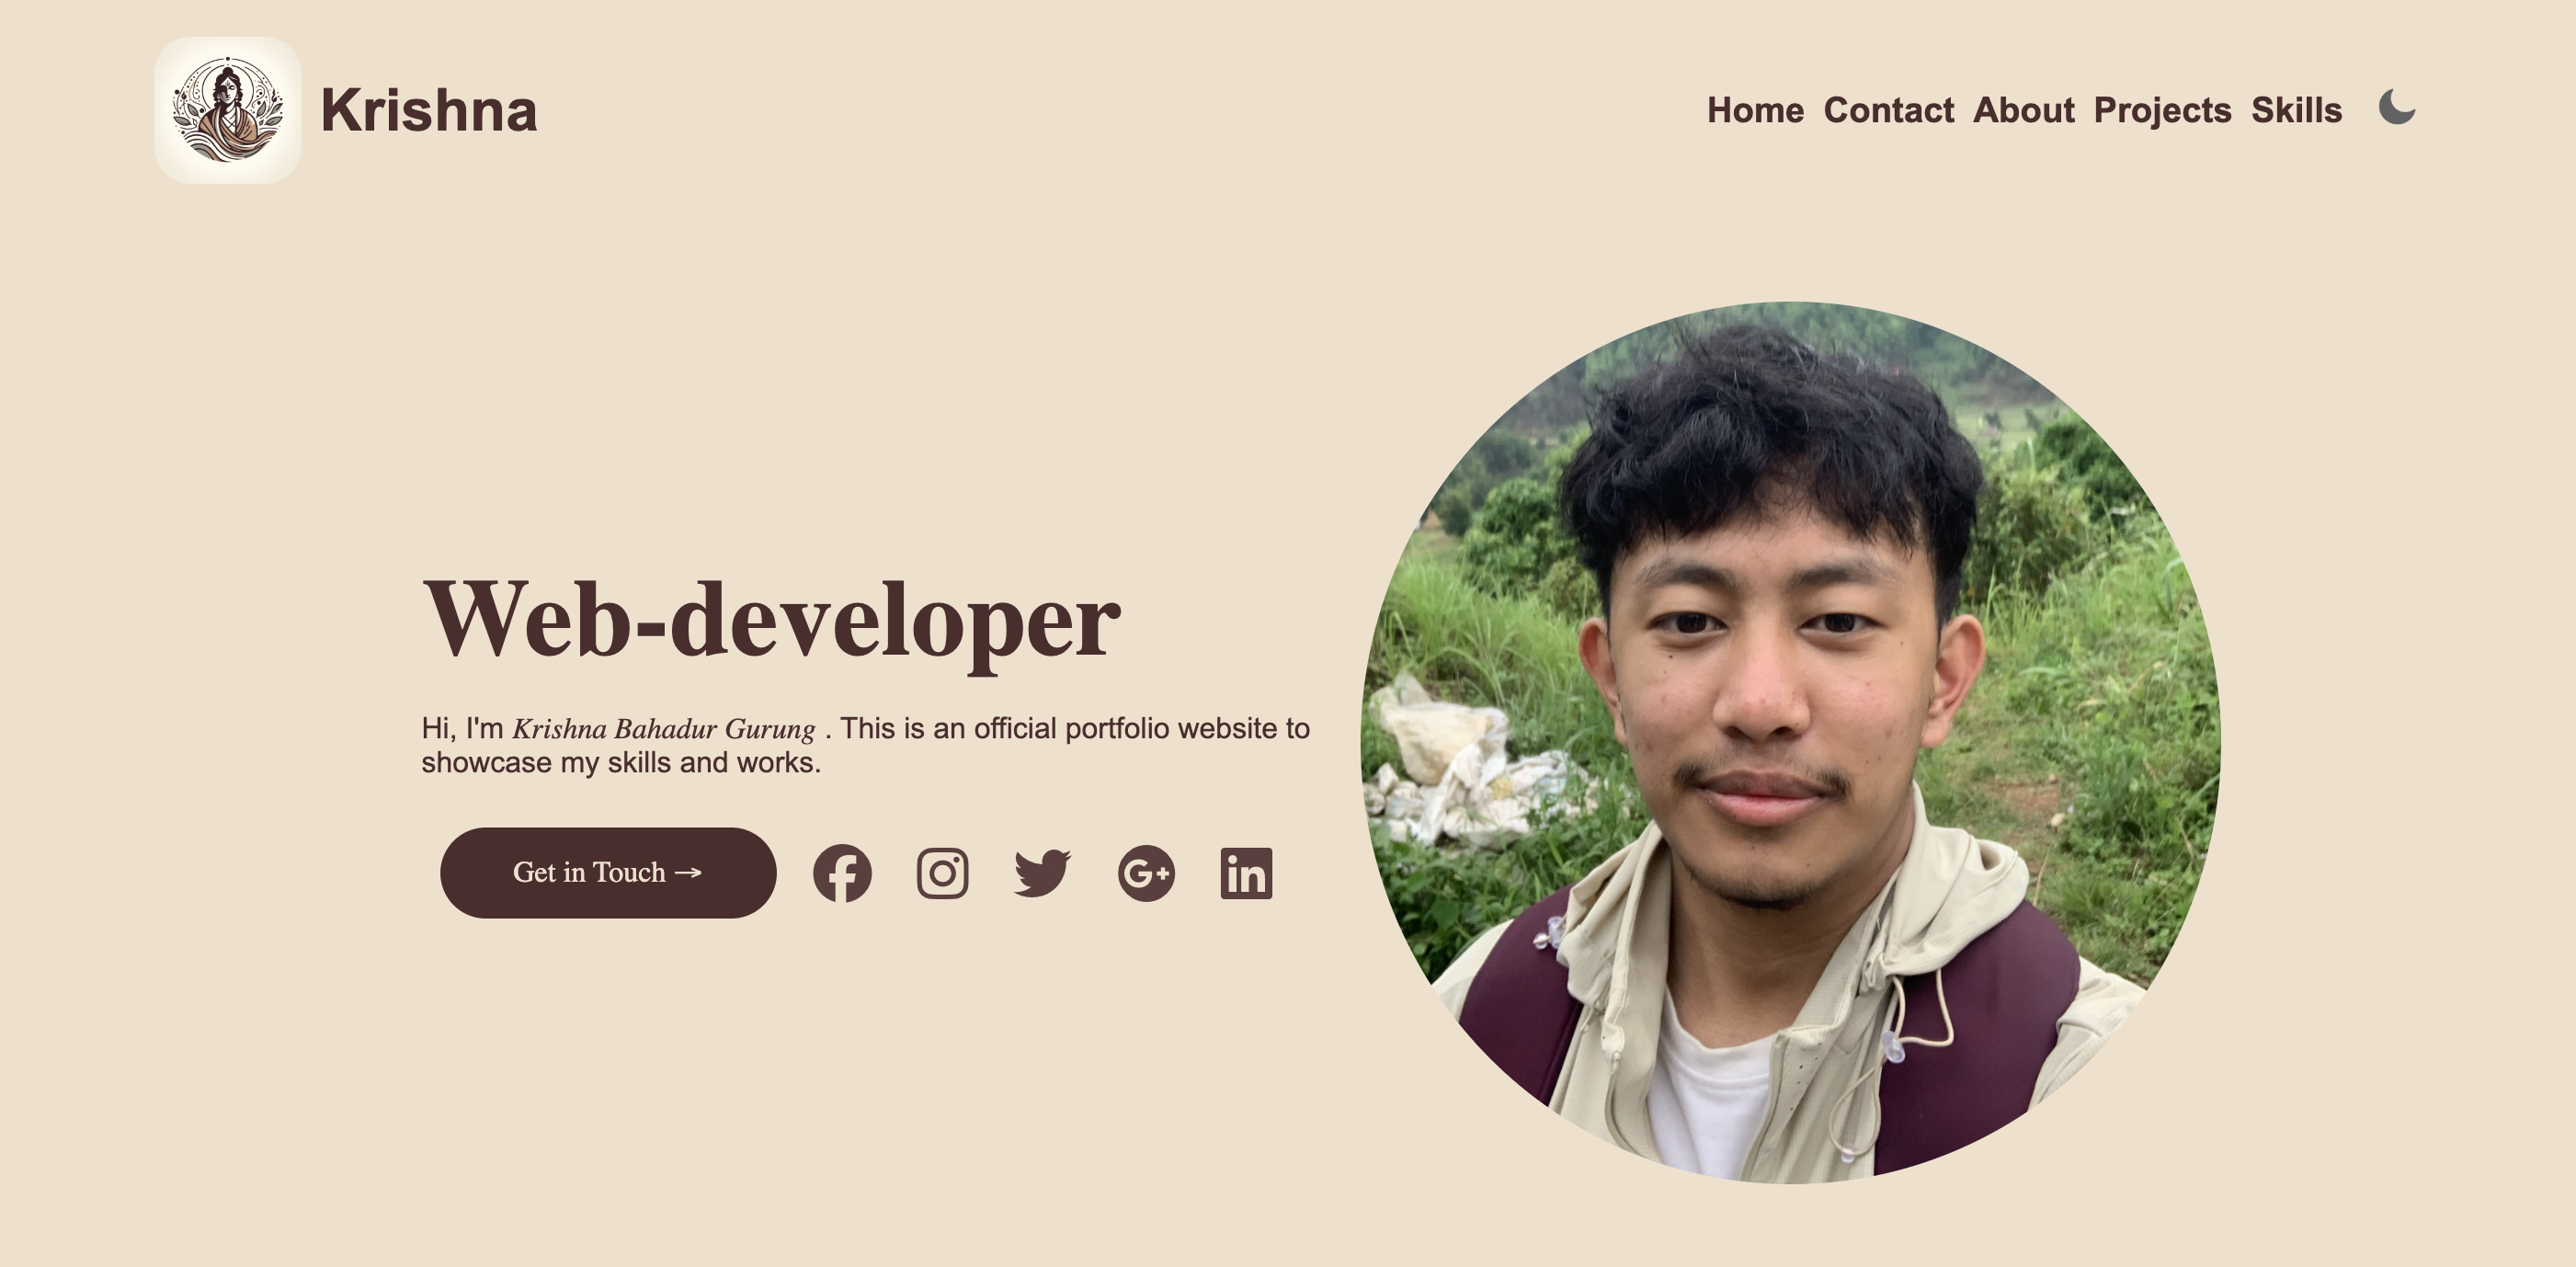 Krishna
Home Contact About Projects Skills
Web-developer
Hi, I'm Krishna Bahadur Gurung . This is an official portfolio website to
showcase my skills and works.
Get in Touch →